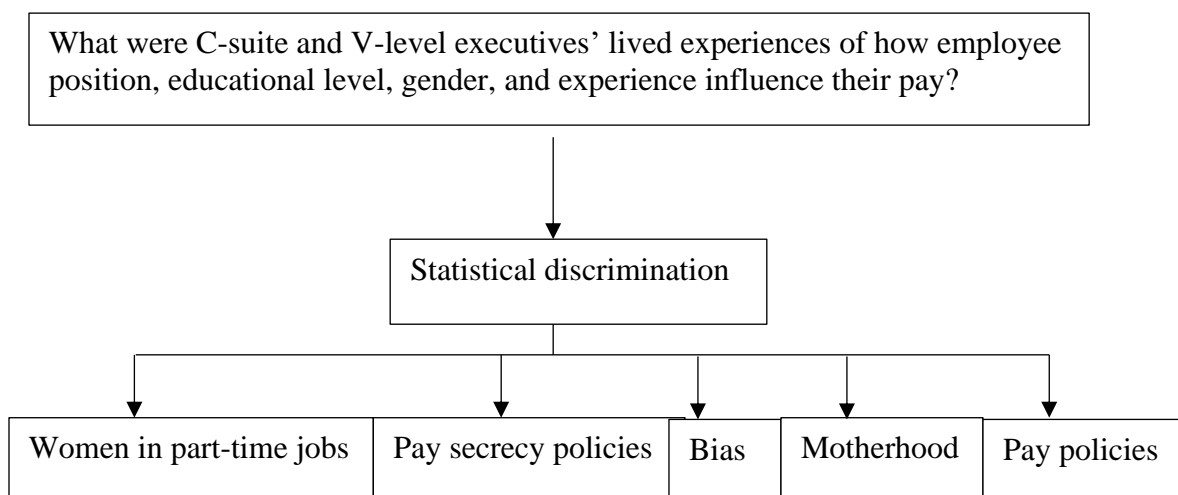 What were C-suite and V-level executives’ lived experiences of how employee
position, educational level, gender, and experience influence their pay?
Statistical discrimination
Women in part-time jobs
Pay secrecy policies
Bias
Motherhood
Pay policies